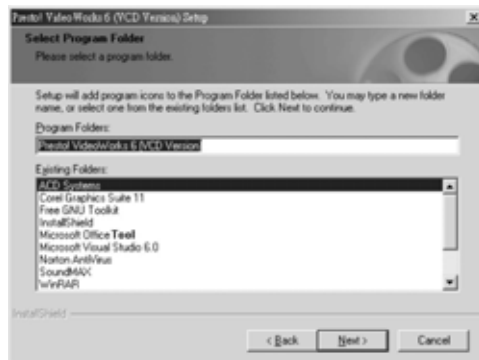 Presto! VideoWorks 6 (VCD Version) Setup
Select Program Folder
Please select a program folder.
Setup will add program icons to the Program Folder listed below. You may type a new folder
name, or select one from the existing folders list. Click Next to continue.
Program Folders:
Presto! VideoWorks 6 (VCD Version)
Existing Folders:
ACD Systems
Corel Graphics Suite 11
Free GNU Toolkit
InstallShield
Microsoft Office Tool
Microsoft Visual Studio 6.0
Norton AntiVirus
SoundMAX
WinRAR
InstallShield
< Back
Next >
Cancel